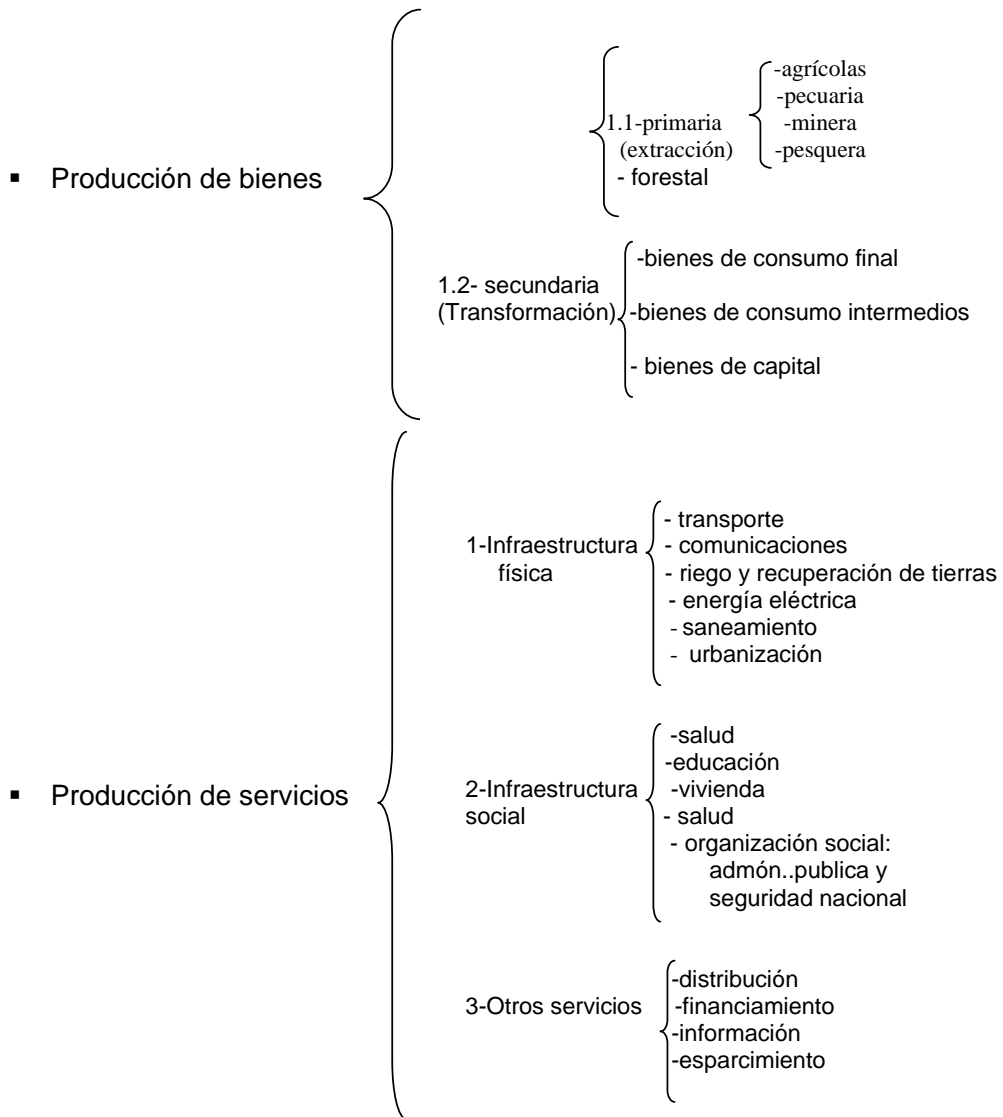 ▪ Producción de bienes
1.1-primaria
(extracción)
- forestal
-agrícolas
-pecuaria
-minera
-pesquera
1.2- secundaria
(Transformación)
-bienes de consumo final
-bienes de consumo intermedios
- bienes de capital
▪ Producción de servicios
1-Infraestructura
física
- transporte
- comunicaciones
- riego y recuperación de tierras
- energía eléctrica
- saneamiento
- urbanización
2-Infraestructura
social
-salud
-educación
-vivienda
- salud
- organización social:
admón..publica y
seguridad nacional
3-Otros servicios
-distribución
-financiamiento
-información
-esparcimiento